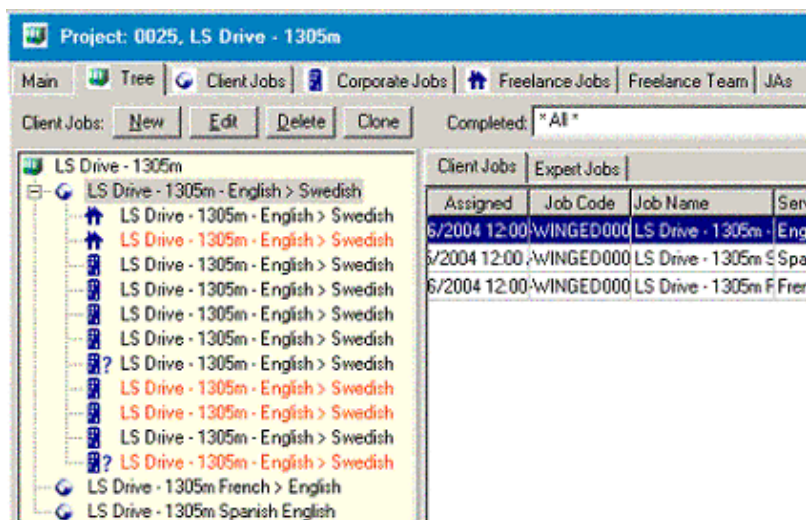 Project: 0025, LS Drive - 1305m
Main Tree Client Jobs Corporate Jobs Freelance Jobs Freelance Team JAs
Client Jobs: New Edit Delete Clone Completed: * All *
LS Drive - 1305m
LS Drive - 1305m - English > Swedish
LS Drive - 1305m - English > Swedish
LS Drive - 1305m - English > Swedish
LS Drive - 1305m - English > Swedish
LS Drive - 1305m - English > Swedish
LS Drive - 1305m - English > Swedish
LS Drive - 1305m - English > Swedish
? LS Drive - 1305m - English > Swedish
LS Drive - 1305m - English > Swedish
LS Drive - 1305m - English > Swedish
LS Drive - 1305m - English > Swedish
? LS Drive - 1305m - English > Swedish
LS Drive - 1305m French > English
LS Drive - 1305m Spanish English
Client Jobs Expert Jobs
Assigned Job Code Job Name Serv
6/2004 12:00 WINGED000 LS Drive - 1305m - Eng
6/2004 12:00 WINGED000 LS Drive - 1305m S Spa
6/2004 12:00 WINGED000 LS Drive - 1305m F Fren